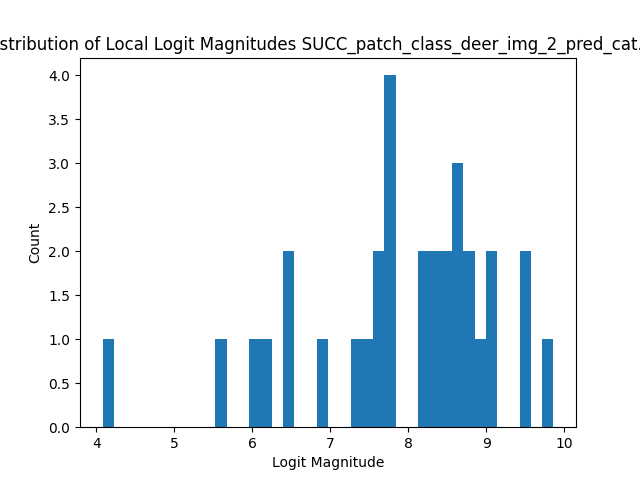 stribution of Local Logit Magnitudes SUCC_patch_class_deer_img_2_pred_cat.
4.0
3.5
3.0
2.5
2.0
1.5
1.0
0.5
0.0
Count
4 5 6 7 8 9 10
Logit Magnitude